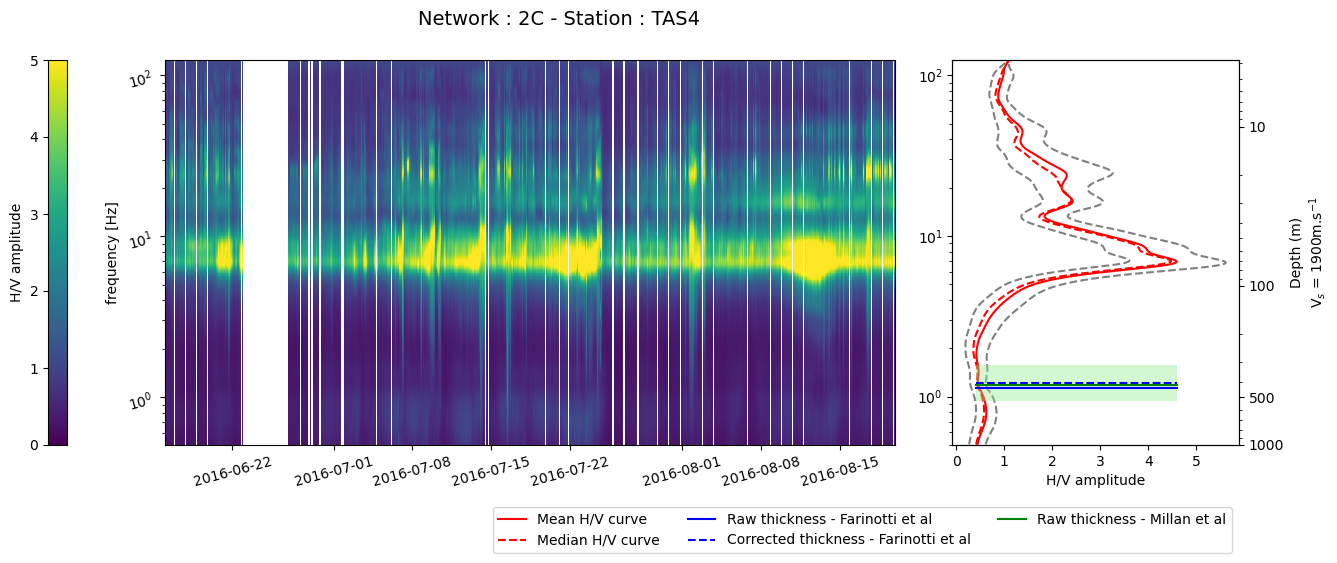 Network : 2C - Station : TAS4
5
4
3
2
1
0
H/V amplitude
10²
10¹
10⁰
frequency [Hz]
2016-06-22
2016-07-01
2016-07-08
2016-07-15
2016-07-22
2016-08-01
2016-08-08
2016-08-15
10²
10¹
10⁰
0
1
2
3
4
5
H/V amplitude
10
100
500
1000
Depth (m)
Vₛ = 1900m.s⁻¹
Mean H/V curve
Median H/V curve
Raw thickness - Farinotti et al
Corrected thickness - Farinotti et al
Raw thickness - Millan et al